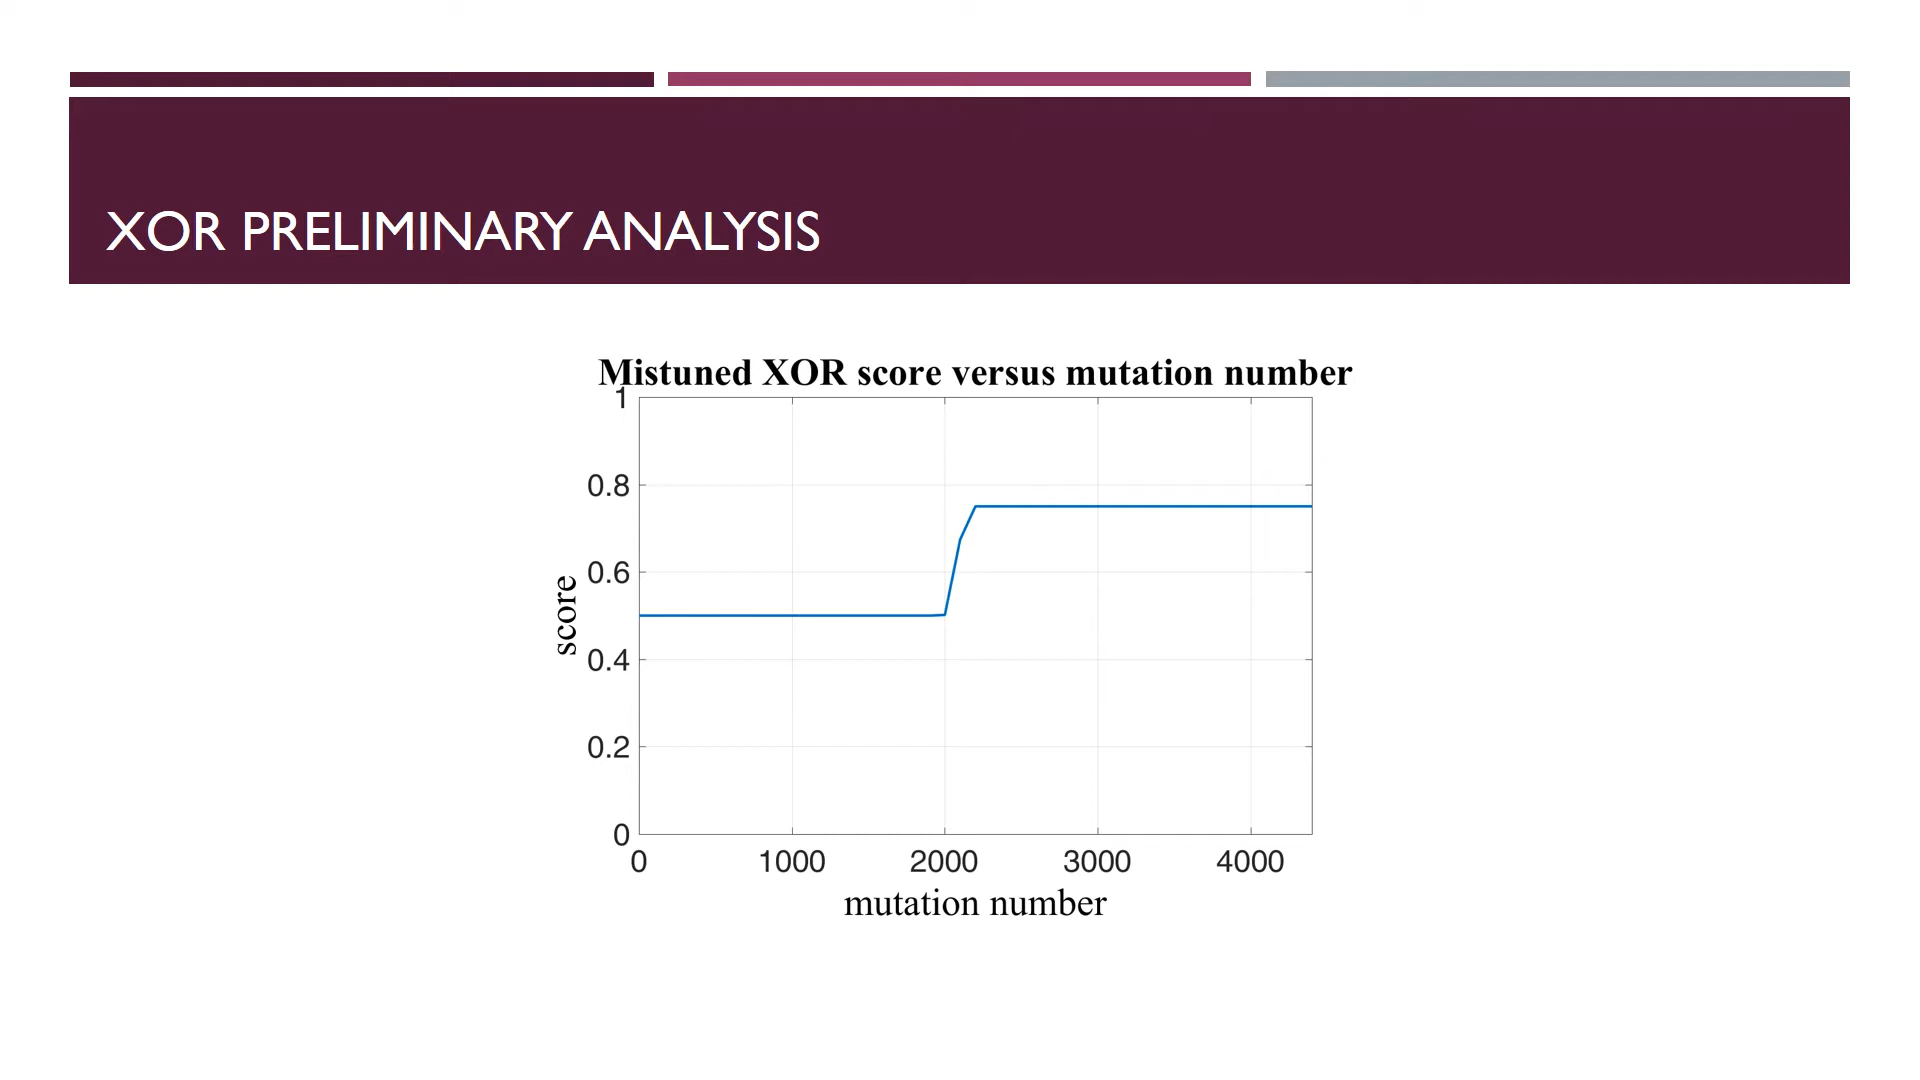 XOR PRELIMINARY ANALYSIS
Mistuned XOR score versus mutation number
1
0.8
0.6
0.4
0.2
0
score
0 1000 2000 3000 4000
mutation number